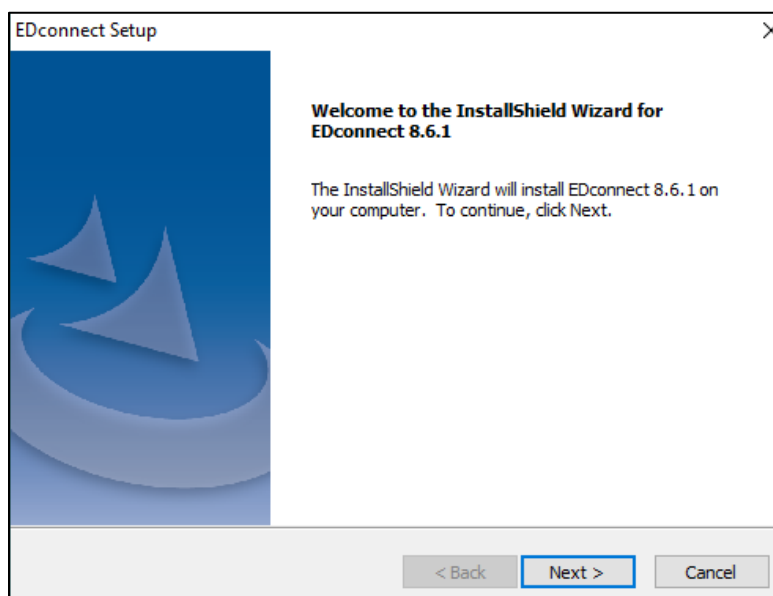 EDconnect Setup
Welcome to the InstallShield Wizard for
EDconnect 8.6.1
The InstallShield Wizard will install EDconnect 8.6.1 on
your computer. To continue, click Next.
< Back
Next >
Cancel